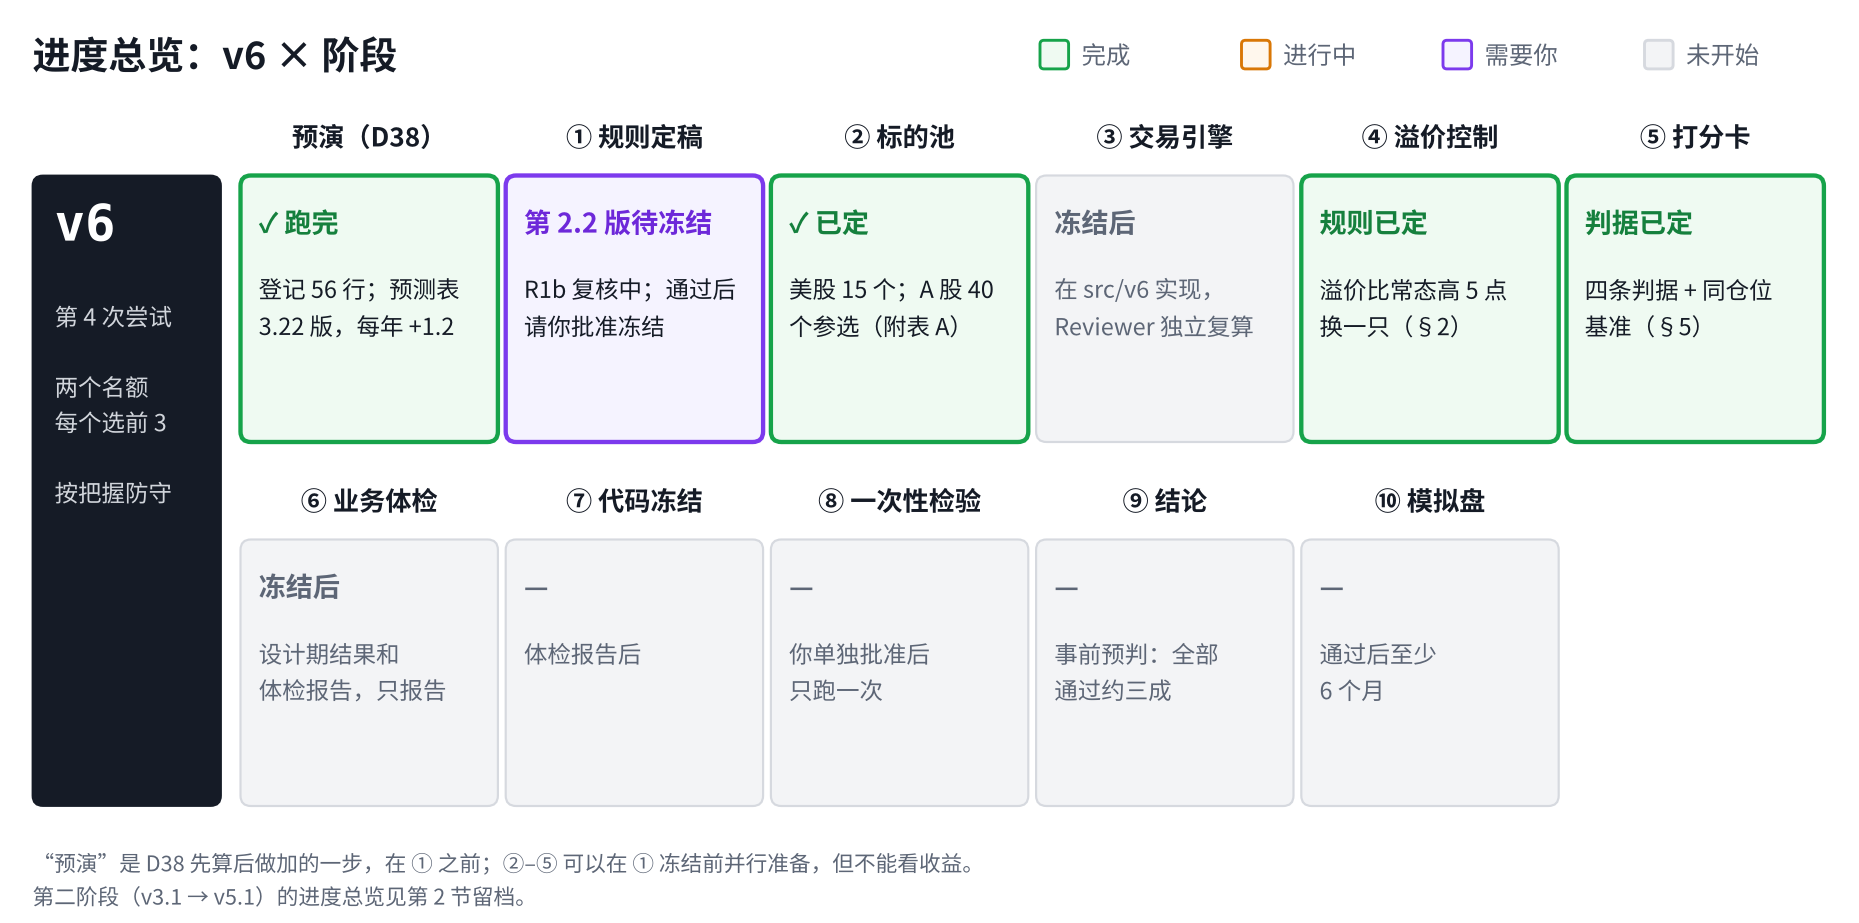 进度总览：v6 × 阶段
完成
进行中
需要你
未开始
预演（D38）
① 规则定稿
② 标的池
③ 交易引擎
④ 溢价控制
⑤ 打分卡
v6
第 4 次尝试
两个名额
每个选前 3
按把握防守
✓ 跑完
登记 56 行；预测表
3.22 版，每年 +1.2
第 2.2 版待冻结
R1b 复核中；通过后
请你批准冻结
✓ 已定
美股 15 个；A 股 40
个参选（附表 A）
冻结后
在 src/v6 实现，
Reviewer 独立复算
规则已定
溢价比常态高 5 点
换一只（§2）
判据已定
四条判据 + 同仓位
基准（§5）
⑥ 业务体检
⑦ 代码冻结
⑧ 一次性检验
⑨ 结论
⑩ 模拟盘
冻结后
设计期结果和
体检报告，只报告
—
体检报告后
—
你单独批准后
只跑一次
—
事前预判：全部
通过约三成
—
通过后至少
6 个月
“预演”是 D38 先算后做加的一步，在 ① 之前；②–⑤ 可以在 ① 冻结前并行准备，但不能看收益。
第二阶段（v3.1 → v5.1）的进度总览见第 2 节留档。